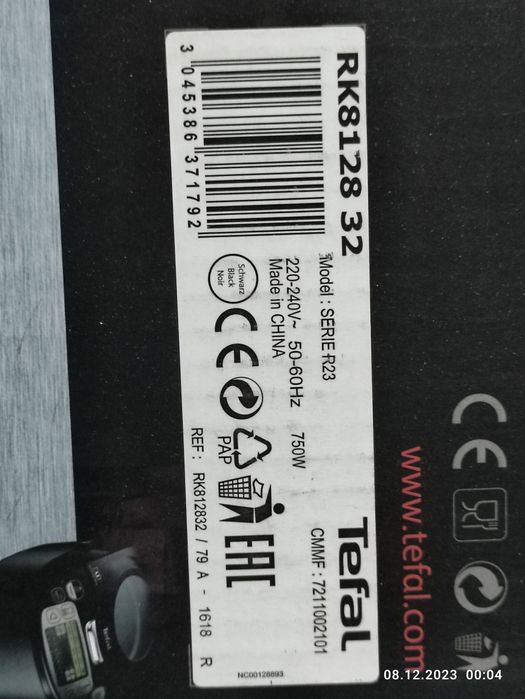 RK8128 32
3 045386 371792
Model : SERIE R23
220-240V~ 50-60Hz 750W
Made in CHINA
Schwarz
Black
Noir
CE
PAP
EAC
Tefal
CMMF : 7211002101
REF : RK812832 / 79 A - 1618 R
NC00128893
www.tefal.com
CE
Tefal
08.12.2023 00:04